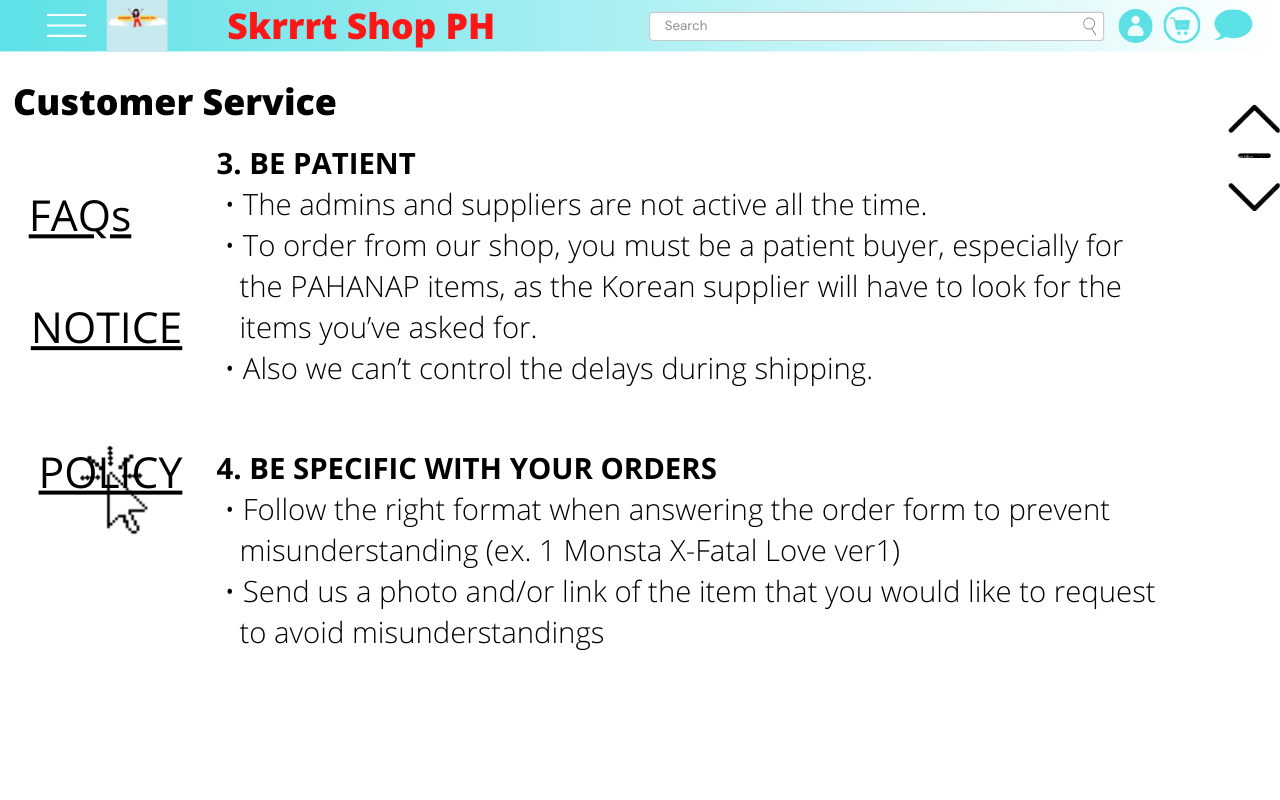 Skrrrt Shop PH
Search
Customer Service
FAQs
NOTICE
POLICY
3. BE PATIENT
• The admins and suppliers are not active all the time.
• To order from our shop, you must be a patient buyer, especially for
the PAHANAP items, as the Korean supplier will have to look for the
items you’ve asked for.
• Also we can’t control the delays during shipping.
4. BE SPECIFIC WITH YOUR ORDERS
• Follow the right format when answering the order form to prevent
misunderstanding (ex. 1 Monsta X-Fatal Love ver1)
• Send us a photo and/or link of the item that you would like to request
to avoid misunderstandings